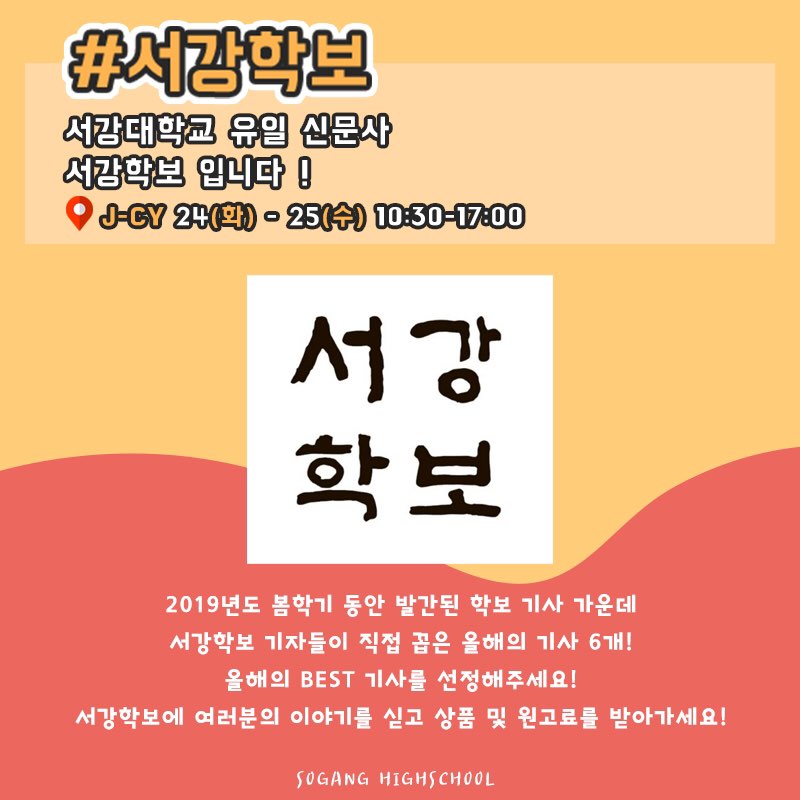 #서강학보
서강대학교 유일 신문사
서강학보 입니다 !
J-CY 24(화) - 25(수) 10:30-17:00
서강
학보
2019년도 봄학기 동안 발간된 학보 기사 가운데
서강학보 기자들이 직접 꼽은 올해의 기사 6개!
올해의 BEST 기사를 선정해주세요!
서강학보에 여러분의 이야기를 싣고 상품 및 원고료를 받아가세요!
SOGANG HIGHSCHOOL